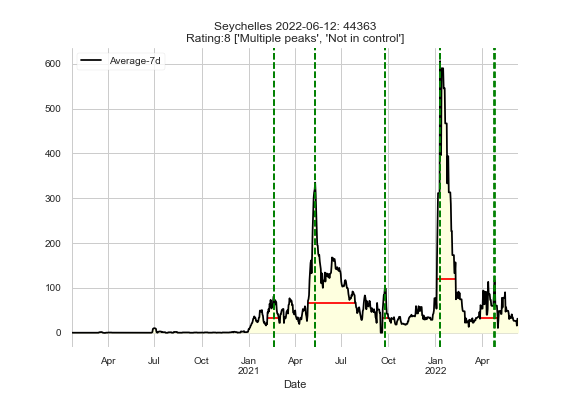 Seychelles 2022-06-12: 44363
Rating:8 ['Multiple peaks', 'Not in control']
Average-7d
600
500
400
300
200
100
0
Apr Jul Oct Jan Apr Jul Oct Jan Apr
2021 2022
Date